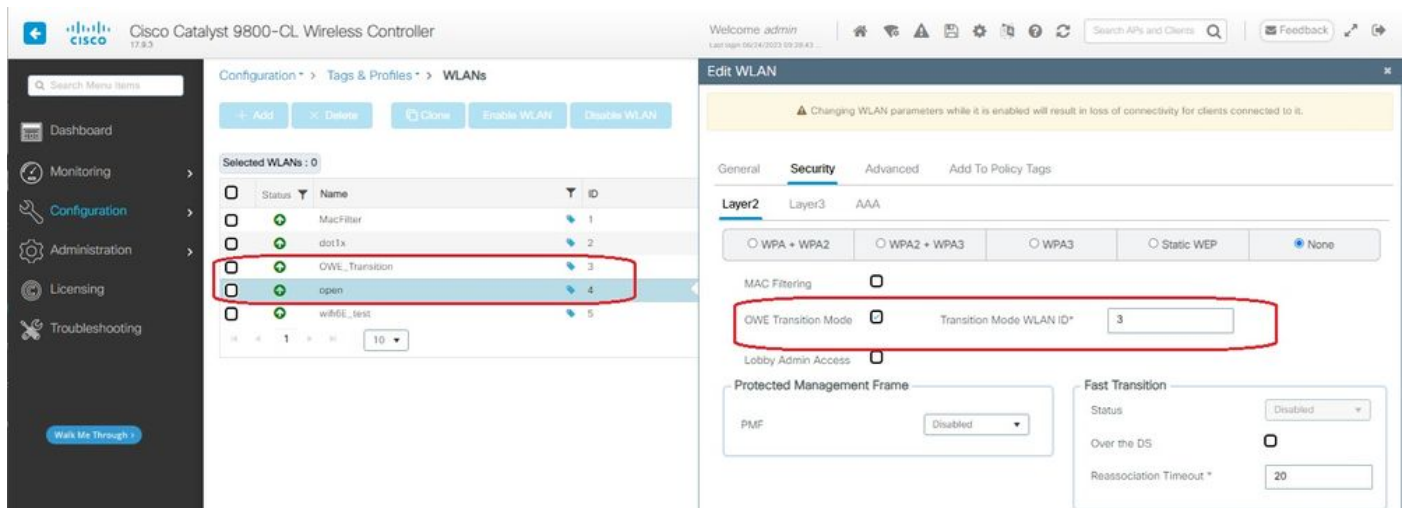 CISCO
Cisco Catalyst 9800-CL Wireless Controller
17.9.3
Welcome admin
Search APs and Clients
Feedback
Search Menu Items
Dashboard
Monitoring
Configuration
Administration
Licensing
Troubleshooting
Walk Me Through >
Configuration > Tags & Profiles > WLANs
+ Add
× Delete
Clone
Enable WLAN
Disable WLAN
Selected WLANs : 0
Status Name ID
MacFilter 1
dot1x 2
OWE_Transition 3
open 4
wifi6E_test 5
1
10
Edit WLAN
Changing WLAN parameters while it is enabled will result in loss of connectivity for clients connected to it.
General Security Advanced Add To Policy Tags
Layer2 Layer3 AAA
WPA + WPA2 WPA2 + WPA3 WPA3 Static WEP None
MAC Filtering
OWE Transition Mode Transition Mode WLAN ID* 3
Lobby Admin Access
Protected Management Frame
PMF Disabled
Fast Transition
Status Disabled
Over the DS
Reassociation Timeout * 20